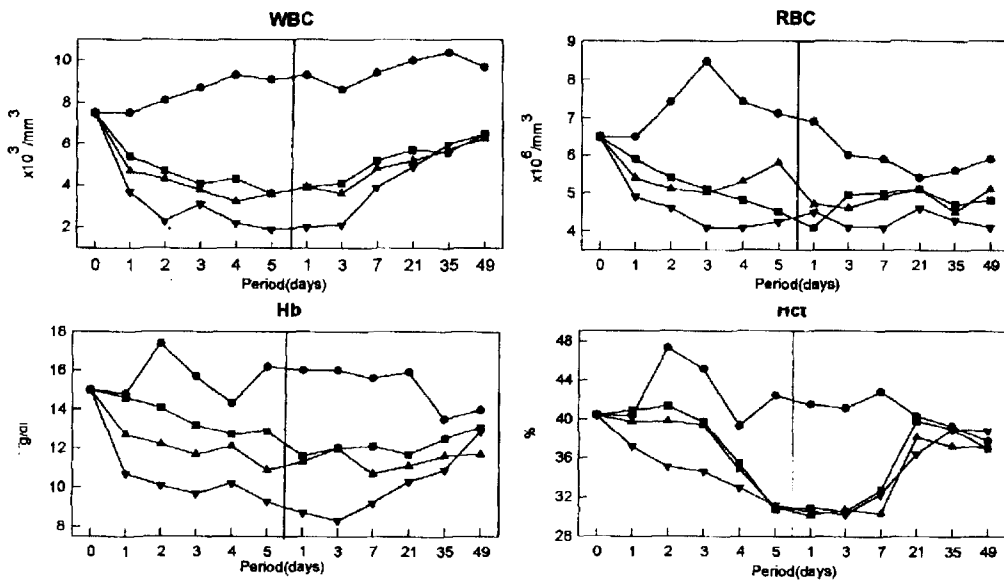 WBC
10
8
6
4
2
x10³/mm³
0 1 2 3 4 5 1 3 7 21 35 49
Period(days)
RBC
9
8
7
6
5
4
x10⁶/mm³
0 1 2 3 4 5 1 3 7 21 35 49
Period(days)
Hb
18
16
14
12
10
8
g/dl
0 1 2 3 4 5 1 3 7 21 35 49
Period(days)
Hct
48
44
40
36
32
28
%
0 1 2 3 4 5 1 3 7 21 35 49
Period(days)